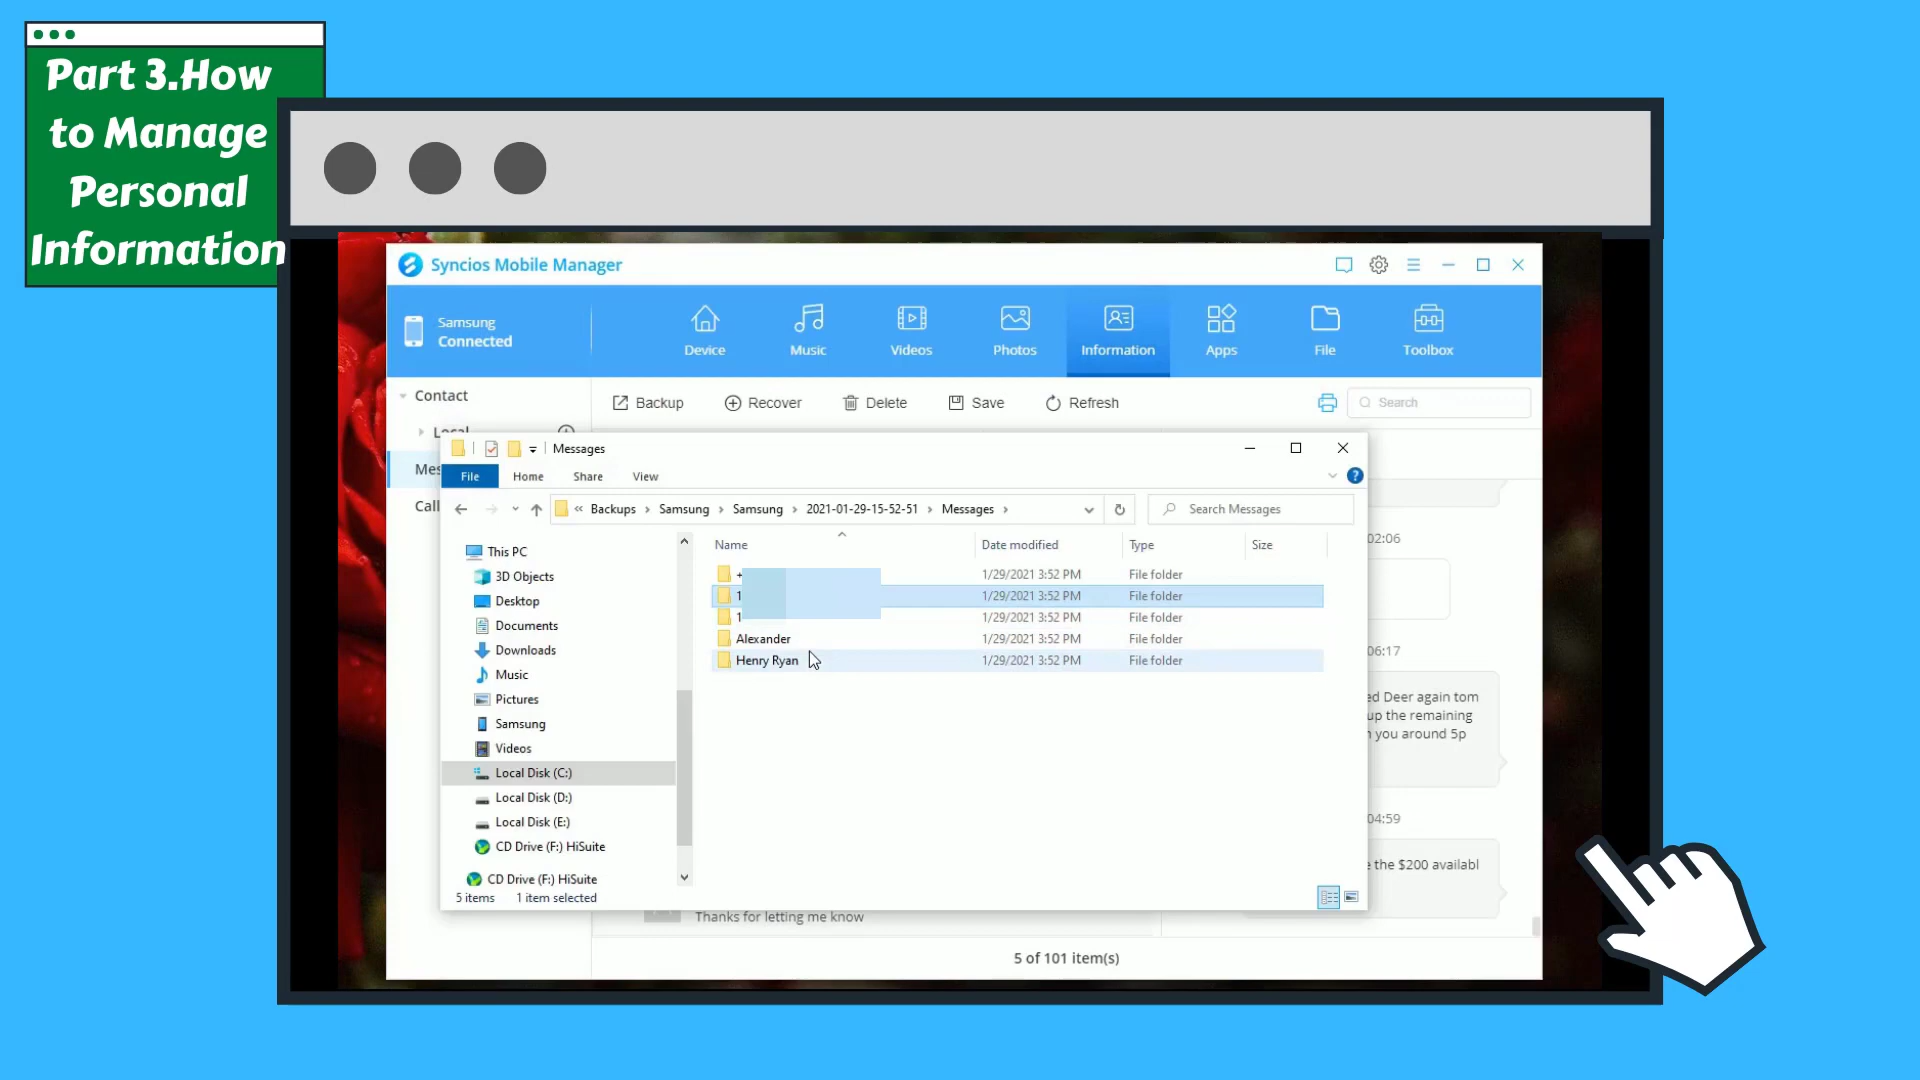 Part 3.How
to Manage
Personal
Information
Syncios Mobile Manager
Samsung
Connected
Device
Music
Videos
Photos
Information
Apps
File
Toolbox
Contact
Backup
Recover
Delete
Save
Refresh
Search
Local
Mes
Call
Messages
File
Home
Share
View
« Backups › Samsung › Samsung › 2021-01-29-15-52-51 › Messages ›
Search Messages
This PC
3D Objects
Desktop
Documents
Downloads
Music
Pictures
Samsung
Videos
Local Disk (C:)
Local Disk (D:)
Local Disk (E:)
CD Drive (F:) HiSuite
CD Drive (F:) HiSuite
Name Date modified Type Size
+ 1/29/2021 3:52 PM File folder
1 1/29/2021 3:52 PM File folder
1 1/29/2021 3:52 PM File folder
Alexander 1/29/2021 3:52 PM File folder
Henry Ryan 1/29/2021 3:52 PM File folder
5 items 1 item selected
02:06
06:17
ed Deer again tom
up the remaining
you around 5p
04:59
the $200 availabl
Thanks for letting me know
5 of 101 item(s)